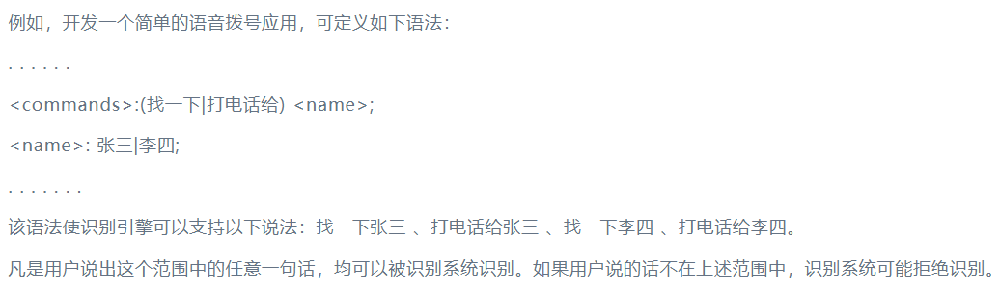 例如，开发一个简单的语音拨号应用，可定义如下语法：
. . . . . .
<commands>:(找一下|打电话给) <name>;
<name>: 张三|李四;
. . . . . . .
该语法使识别引擎可以支持以下说法：找一下张三 、打电话给张三 、找一下李四 、打电话给李四。
凡是用户说出这个范围中的任意一句话，均可以被识别系统识别。如果用户说的话不在上述范围中，识别系统可能拒绝识别。